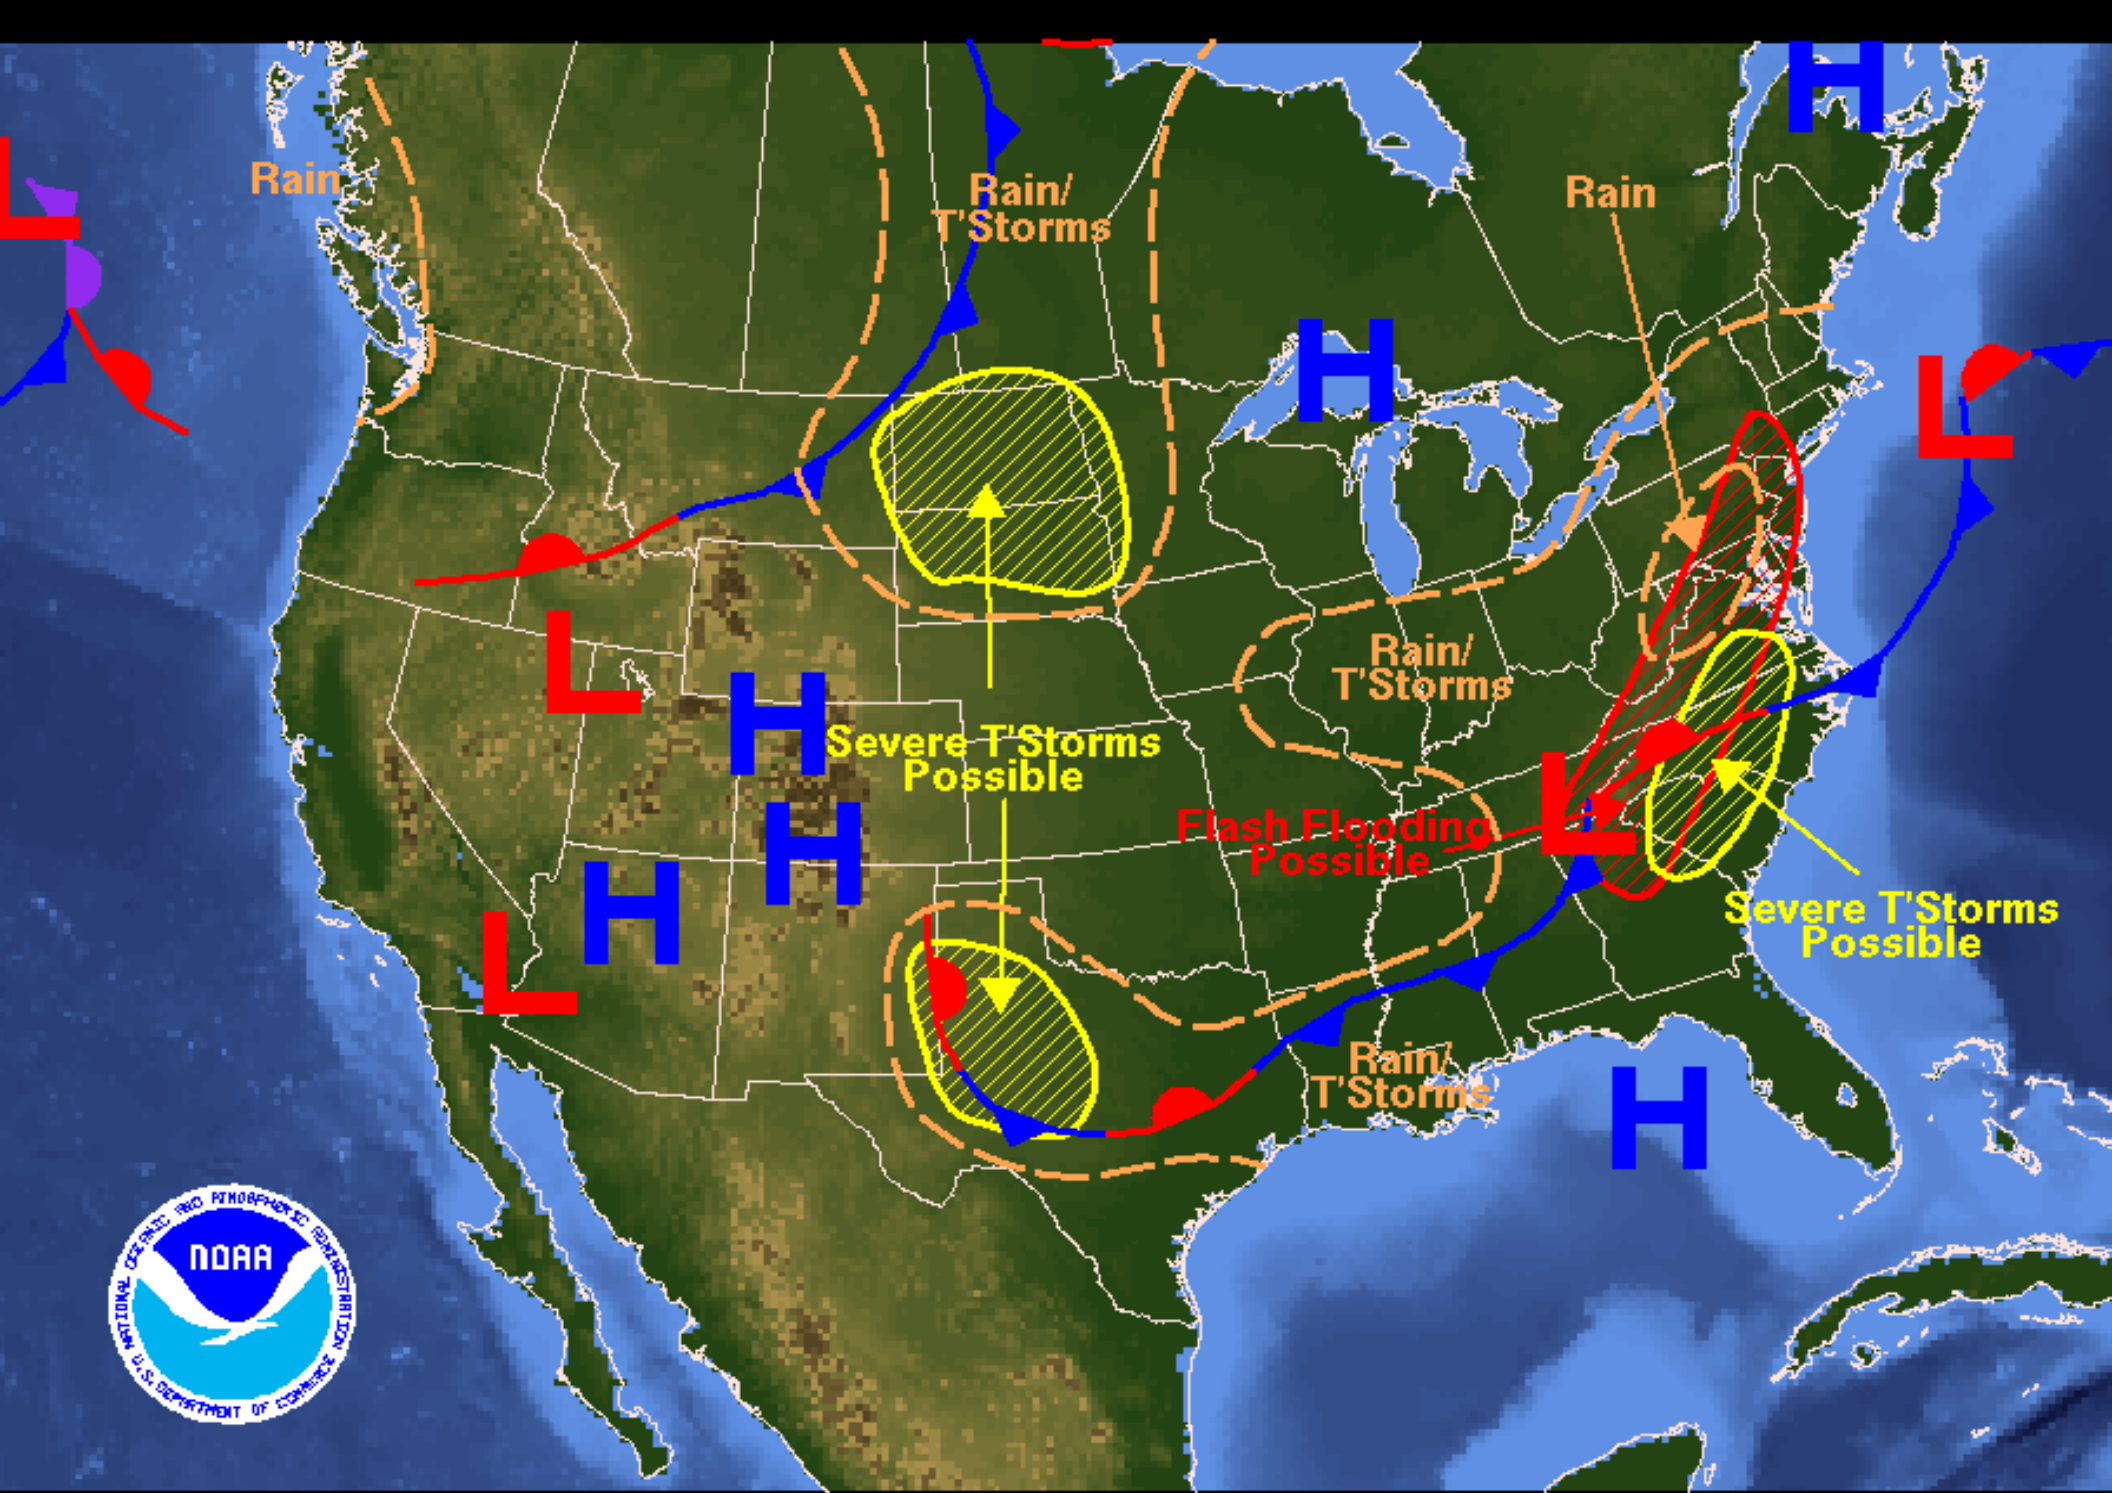 H
L
Rain
Rain/
T'Storms
Rain
H
L
L
Rain/
T'Storms
H
Severe T'Storms
Possible
L
H
Flash Flooding
Possible
H
L
Severe T'Storms
Possible
Rain/
T'Storms
H
NOAA
NATIONAL OCEANIC AND ATMOSPHERIC ADMINISTRATION
U.S. DEPARTMENT OF COMMERCE